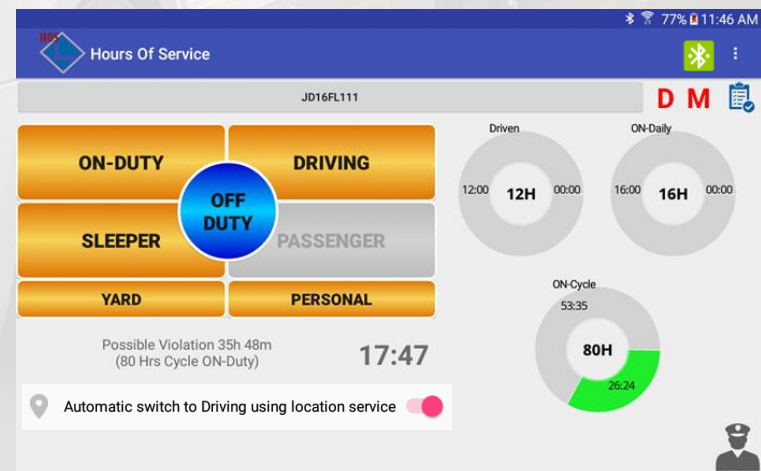 77% 11:46 AM
HOS
Hours Of Service
JD16FL111
D M
ON-DUTY
DRIVING
OFF
DUTY
SLEEPER
PASSENGER
YARD
PERSONAL
Possible Violation 35h 48m
(80 Hrs Cycle ON-Duty)
17:47
Automatic switch to Driving using location service
Driven
12:00 12H 00:00
ON-Daily
16:00 16H 00:00
ON-Cycle
53:35
80H
26:24